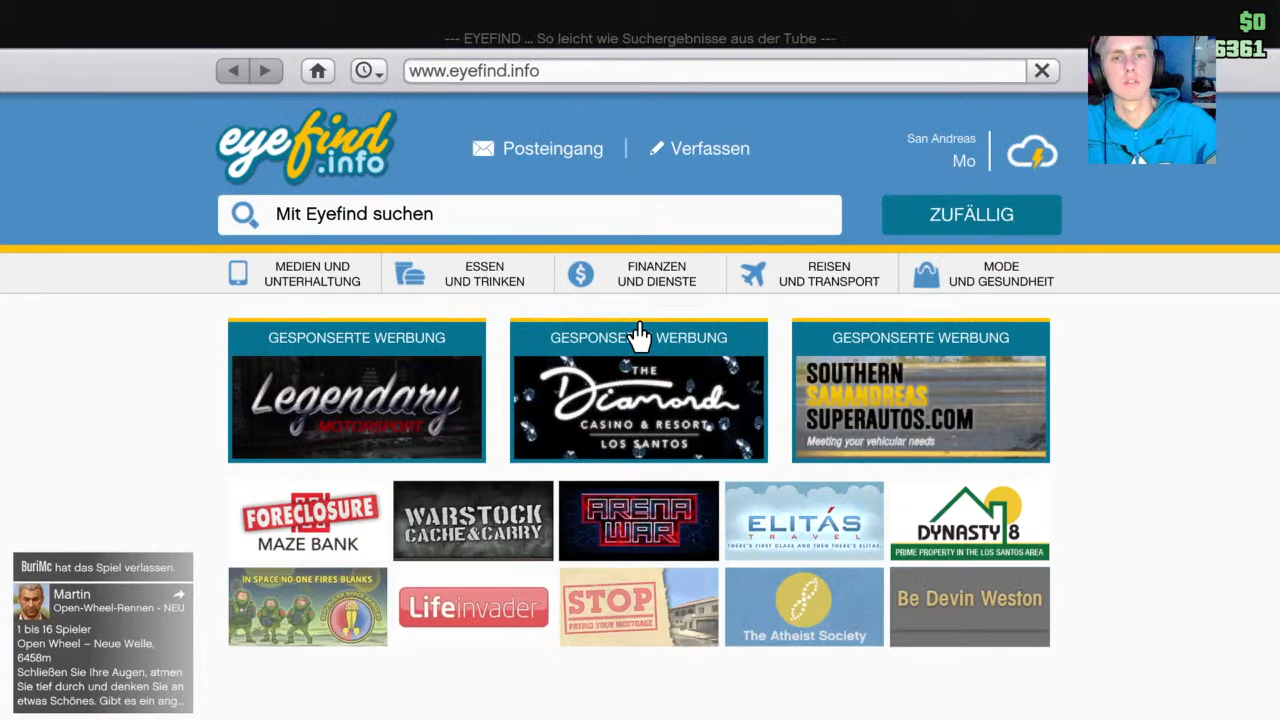 $0
--- EYEFIND ... So leicht wie Suchergebnisse aus der Tube ---
6361
www.eyefind.info
eyefind
.info
Posteingang
Verfassen
San Andreas
Mo
Mit Eyefind suchen
ZUFÄLLIG
MEDIEN UND
UNTERHALTUNG
ESSEN
UND TRINKEN
FINANZEN
UND DIENSTE
REISEN
UND TRANSPORT
MODE
UND GESUNDHEIT
GESPONSERTE WERBUNG
Legendary
MOTORSPORT
GESPONSERTE WERBUNG
THE
Diamond
CASINO & RESORT
LOS SANTOS
GESPONSERTE WERBUNG
SOUTHERN
SANANDREAS
SUPERAUTOS.COM
Meeting your vehicular needs
FORECLOSURE
MAZE BANK
WARSTOCK
CACHE&CARRY
ARENA
WAR
ELITÁS
TRAVEL
THERE'S FIRST CLASS AND THEN THERE'S ELITAS.
DYNASTY 8
PRIME PROPERTY IN THE LOS SANTOS AREA
IN SPACE NO-ONE FIRES BLANKS
Lifeinvader
STOP
PAYING YOUR MORTGAGE
The Atheist Society
Be Devin Weston
BuriMc hat das Spiel verlassen.
Martin
Open-Wheel-Rennen - NEU
1 bis 16 Spieler
Open Wheel – Neue Welle,
6458m
Schließen Sie Ihre Augen, atmen
Sie tief durch und denken Sie an
etwas Schönes. Gibt es ein ang...